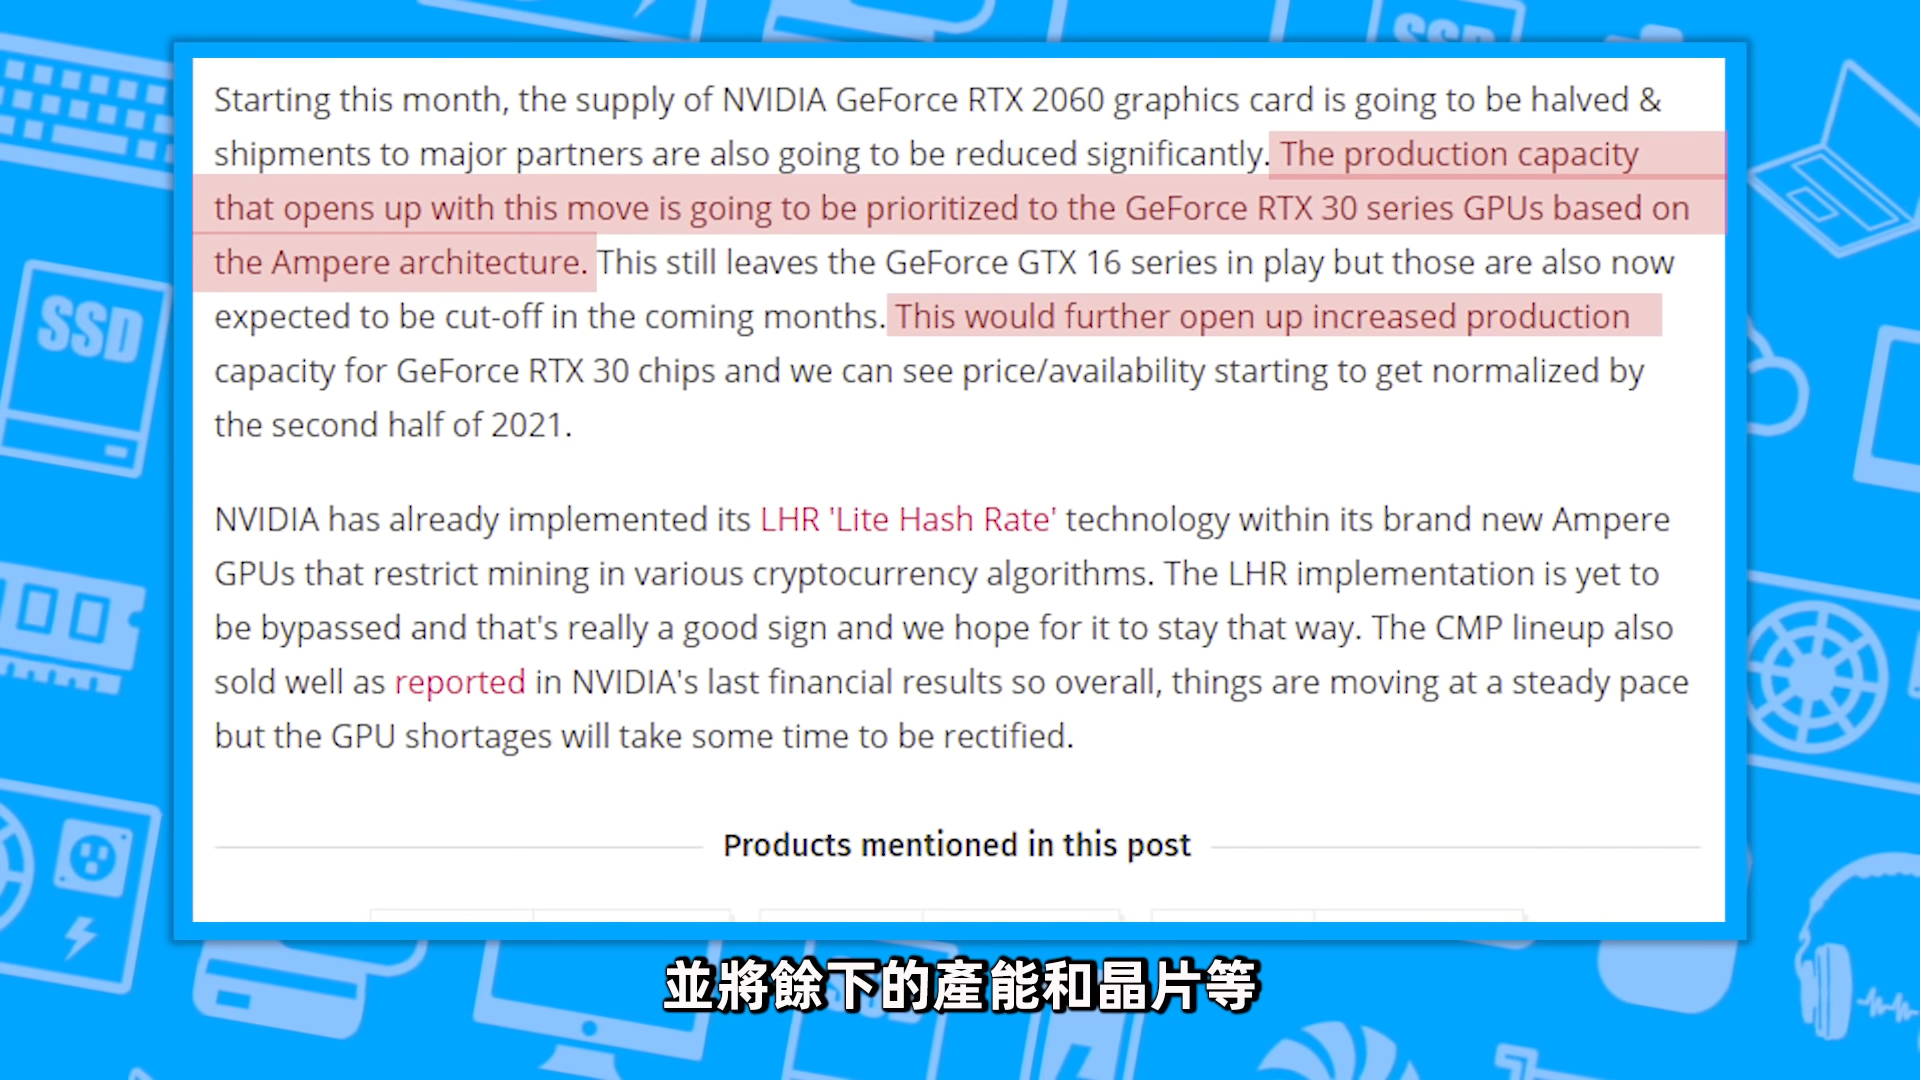 SSD
Starting this month, the supply of NVIDIA GeForce RTX 2060 graphics card is going to be halved &
shipments to major partners are also going to be reduced significantly. The production capacity
that opens up with this move is going to be prioritized to the GeForce RTX 30 series GPUs based on
the Ampere architecture. This still leaves the GeForce GTX 16 series in play but those are also now
expected to be cut-off in the coming months. This would further open up increased production
capacity for GeForce RTX 30 chips and we can see price/availability starting to get normalized by
the second half of 2021.
SSD
NVIDIA has already implemented its LHR 'Lite Hash Rate' technology within its brand new Ampere
GPUs that restrict mining in various cryptocurrency algorithms. The LHR implementation is yet to
be bypassed and that's really a good sign and we hope for it to stay that way. The CMP lineup also
sold well as reported in NVIDIA's last financial results so overall, things are moving at a steady pace
but the GPU shortages will take some time to be rectified.
Products mentioned in this post
並將餘下的產能和晶片等